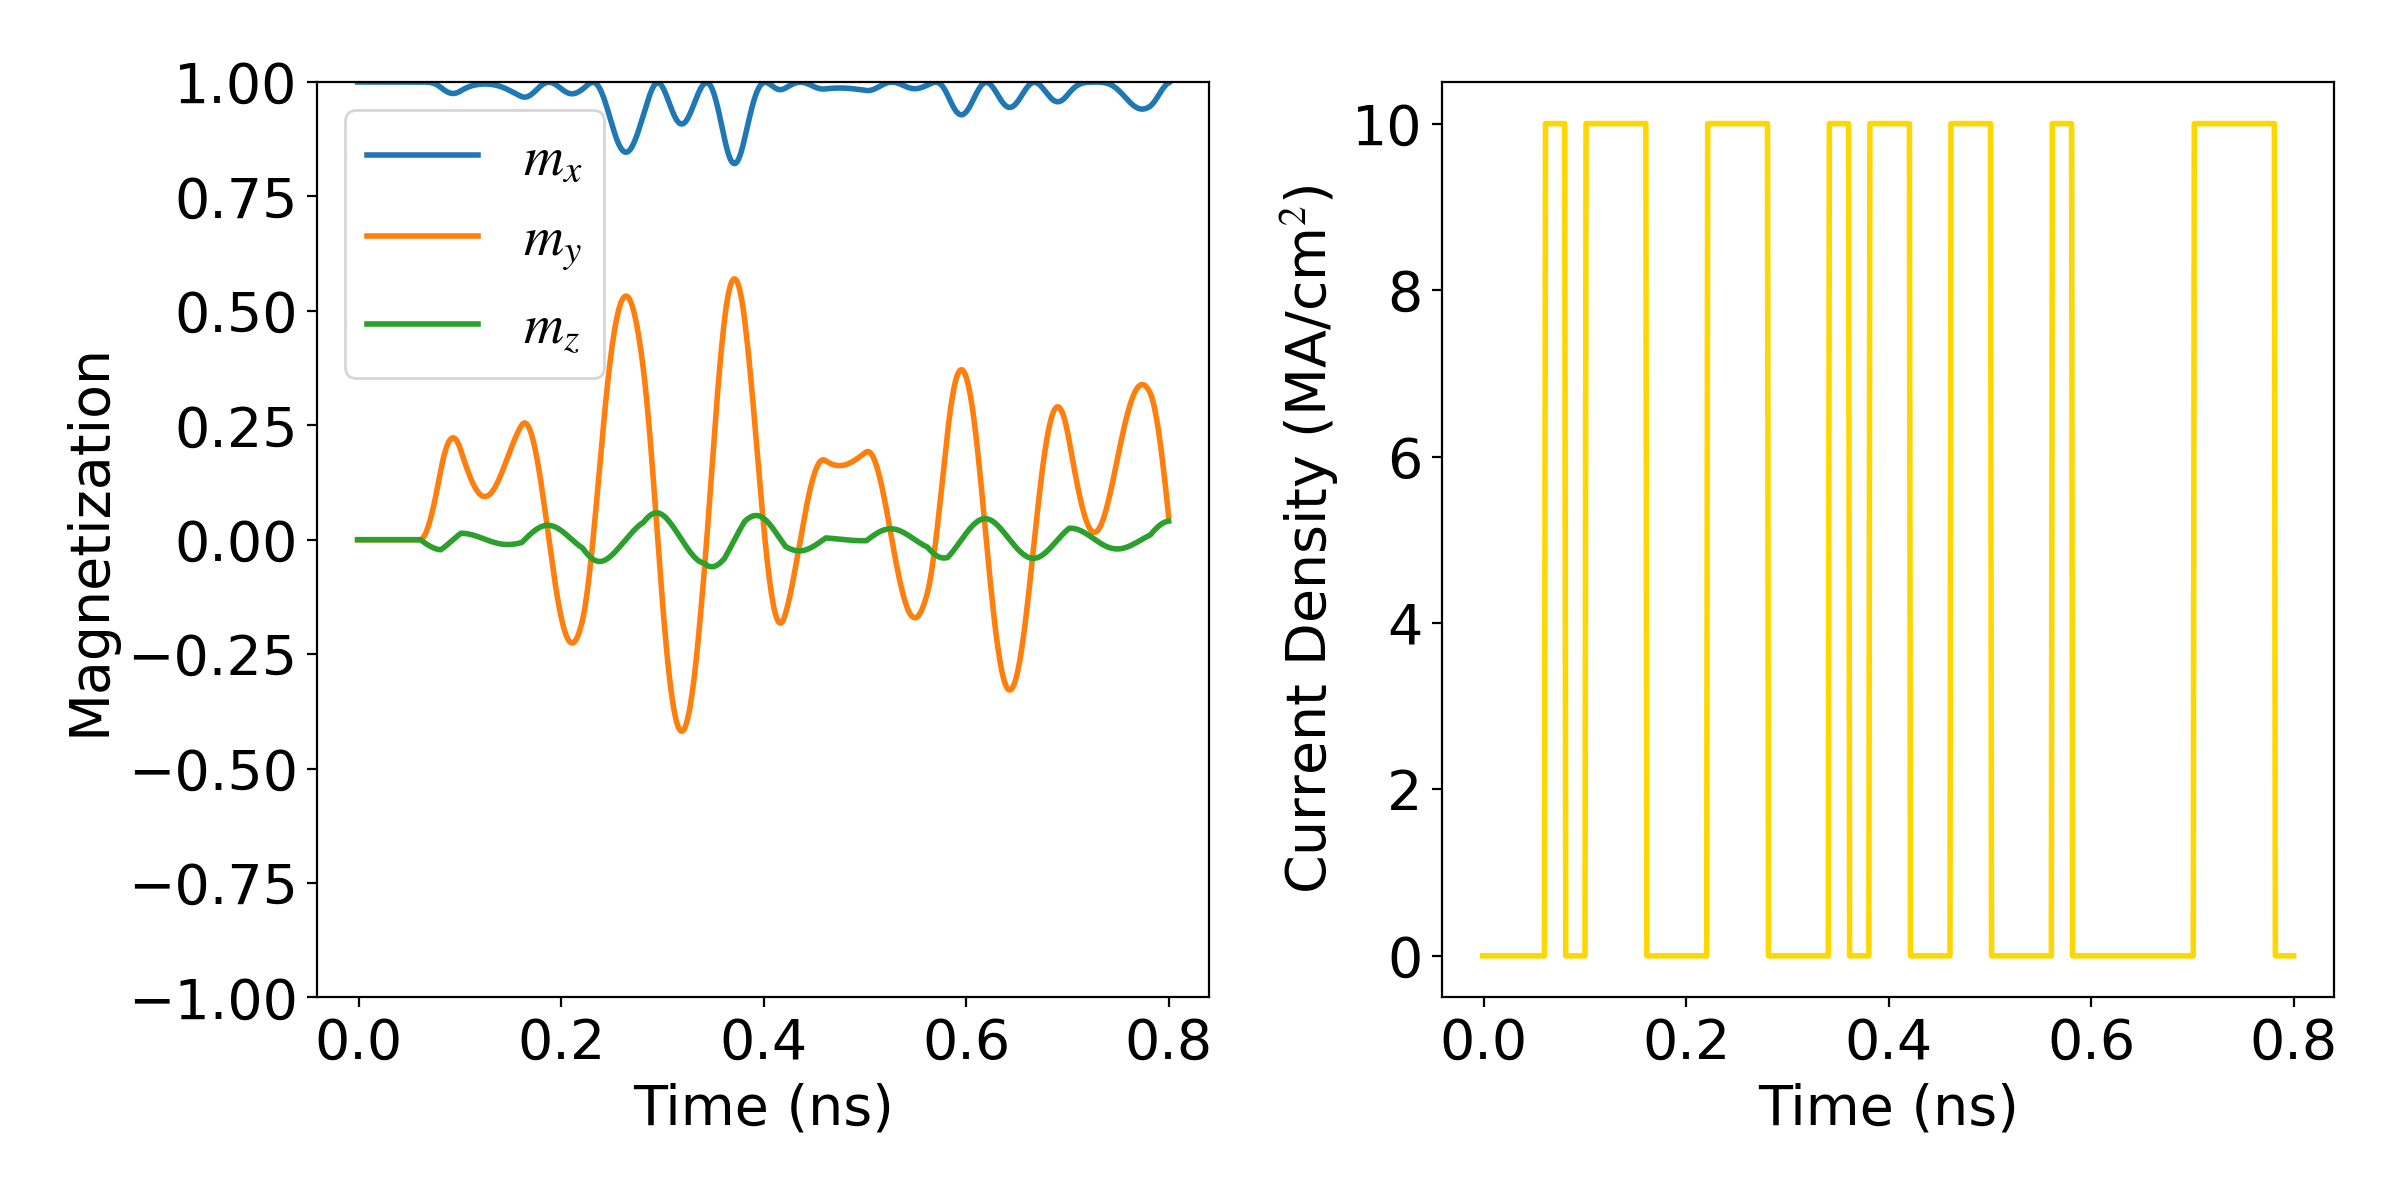 1.00
0.75
0.50
0.25
0.00
−0.25
−0.50
−0.75
−1.00
Magnetization
m_x
m_y
m_z
0.0 0.2 0.4 0.6 0.8
Time (ns)
10
8
6
4
2
0
Current Density (MA/cm²)
0.0 0.2 0.4 0.6 0.8
Time (ns)